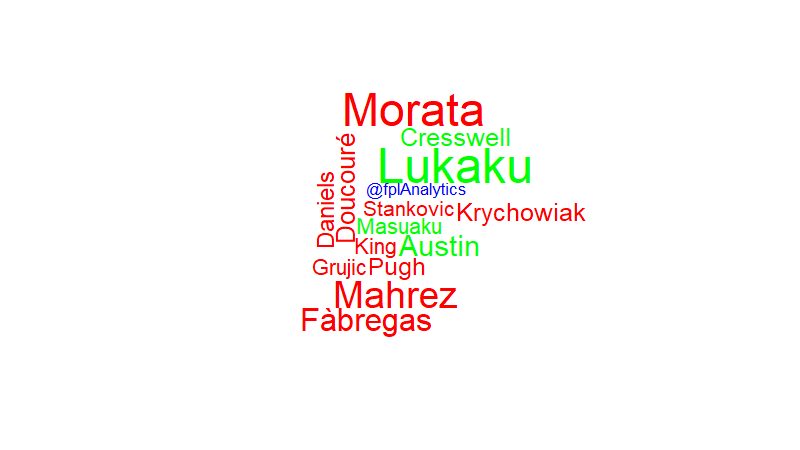 Morata
Cresswell
Lukaku
Doucouré
Daniels
@fplAnalytics
Stankovic
Krychowiak
Masuaku
King
Austin
Grujic
Pugh
Mahrez
Fàbregas